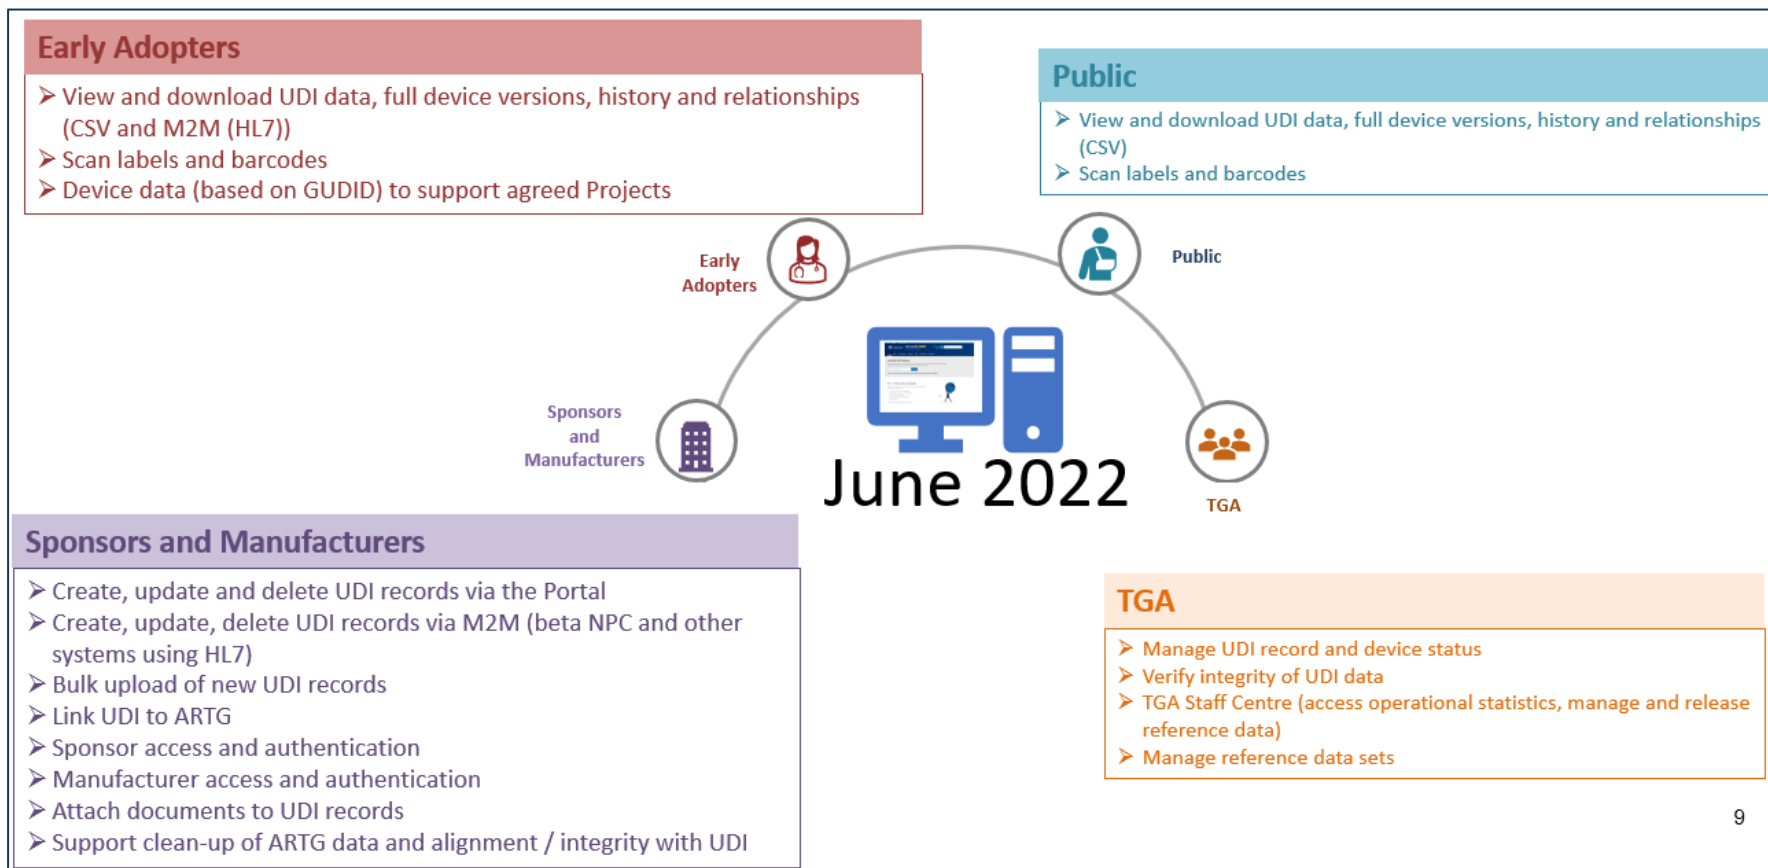 Early Adopters
➢ View and download UDI data, full device versions, history and relationships
(CSV and M2M (HL7))
➢ Scan labels and barcodes
➢ Device data (based on GUDID) to support agreed Projects
Public
➢ View and download UDI data, full device versions, history and relationships
(CSV)
➢ Scan labels and barcodes
Early
Adopters
Public
Sponsors
and
Manufacturers
June 2022
TGA
Sponsors and Manufacturers
➢ Create, update and delete UDI records via the Portal
➢ Create, update, delete UDI records via M2M (beta NPC and other
systems using HL7)
➢ Bulk upload of new UDI records
➢ Link UDI to ARTG
➢ Sponsor access and authentication
➢ Manufacturer access and authentication
➢ Attach documents to UDI records
➢ Support clean-up of ARTG data and alignment / integrity with UDI
TGA
➢ Manage UDI record and device status
➢ Verify integrity of UDI data
➢ TGA Staff Centre (access operational statistics, manage and release
reference data)
➢ Manage reference data sets
9